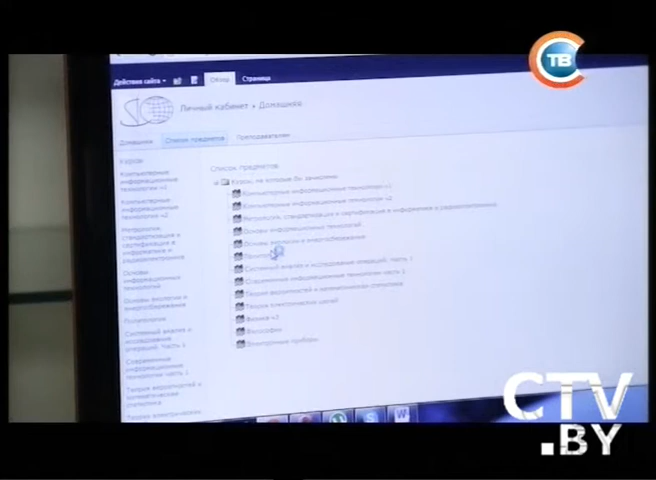 ТВ
Действия сайта
Обзор
Страница
Личный кабинет ▸ Домашняя
Домашняя
Список предметов
Преподавателям
Курсы
Список предметов
Курсы, на которые Вы зачислены
Компьютерные информационные технологии ч1
Компьютерные информационные технологии ч2
Метрология, стандартизация и сертификация в информатике и радиоэлектронике
Основы информационных технологий
Основы экологии и энергосбережения
Системный анализ и исследование операций. Часть 1
Современные информационные технологии часть 1
Теория вероятностей и математическая статистика
Теория электрических цепей
Физика ч2
Философия
Электронные приборы
Компьютерные
информационные
технологии ч1
Компьютерные
информационные
технологии ч2
Метрология,
стандартизация и
сертификация в
информатике и
радиоэлектронике
Основы
информационных
технологий
Основы экологии и
энергосбережения
Политология
Системный анализ и
исследование
операций. Часть 1
Современные
информационные
технологии часть 1
Теория вероятностей и
математическая
статистика
Теория электрических
CTV
.BY